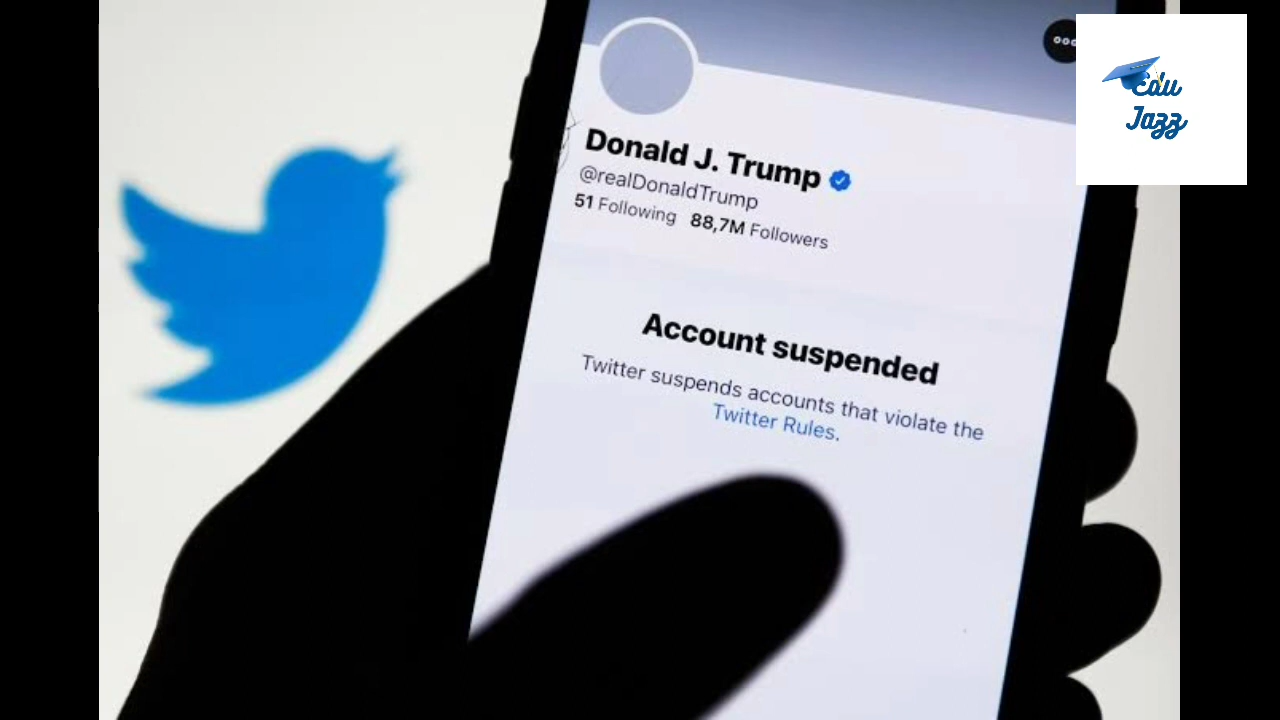 Donald J. Trump
@realDonaldTrump
51 Following 88,7M Followers
Account suspended
Twitter suspends accounts that violate the
Twitter Rules.
Edu
Jazz